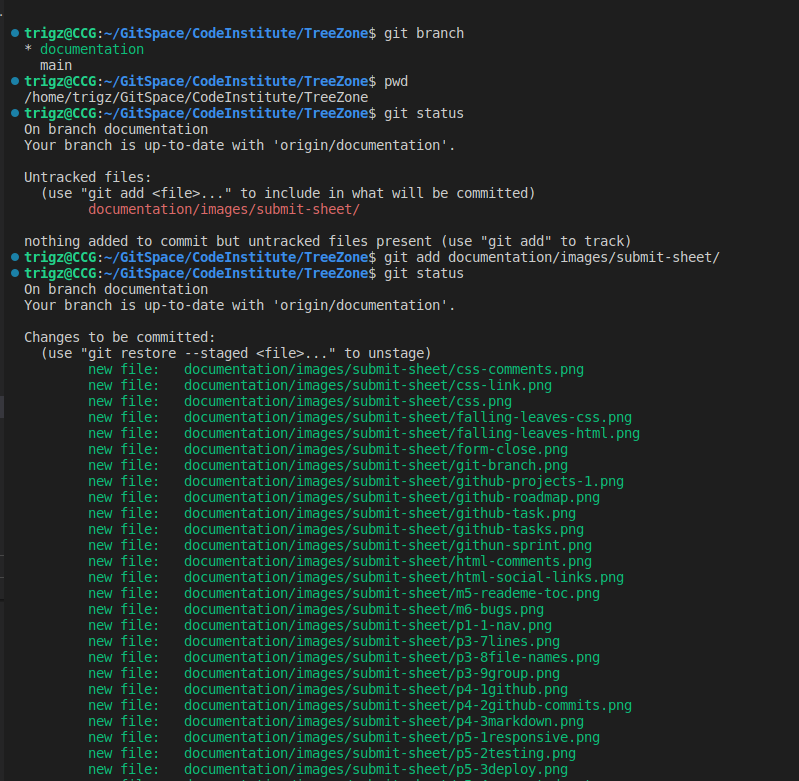 trigz@CCG:~/GitSpace/CodeInstitute/TreeZone$ git branch
* documentation
  main
trigz@CCG:~/GitSpace/CodeInstitute/TreeZone$ pwd
/home/trigz/GitSpace/CodeInstitute/TreeZone
trigz@CCG:~/GitSpace/CodeInstitute/TreeZone$ git status
On branch documentation
Your branch is up-to-date with 'origin/documentation'.

Untracked files:
  (use "git add <file>..." to include in what will be committed)
        documentation/images/submit-sheet/

nothing added to commit but untracked files present (use "git add" to track)
trigz@CCG:~/GitSpace/CodeInstitute/TreeZone$ git add documentation/images/submit-sheet/
trigz@CCG:~/GitSpace/CodeInstitute/TreeZone$ git status
On branch documentation
Your branch is up-to-date with 'origin/documentation'.

Changes to be committed:
  (use "git restore --staged <file>..." to unstage)
        new file:   documentation/images/submit-sheet/css-comments.png
        new file:   documentation/images/submit-sheet/css-link.png
        new file:   documentation/images/submit-sheet/css.png
        new file:   documentation/images/submit-sheet/falling-leaves-css.png
        new file:   documentation/images/submit-sheet/falling-leaves-html.png
        new file:   documentation/images/submit-sheet/form-close.png
        new file:   documentation/images/submit-sheet/git-branch.png
        new file:   documentation/images/submit-sheet/github-projects-1.png
        new file:   documentation/images/submit-sheet/github-roadmap.png
        new file:   documentation/images/submit-sheet/github-task.png
        new file:   documentation/images/submit-sheet/github-tasks.png
        new file:   documentation/images/submit-sheet/githun-sprint.png
        new file:   documentation/images/submit-sheet/html-comments.png
        new file:   documentation/images/submit-sheet/html-social-links.png
        new file:   documentation/images/submit-sheet/m5-reademe-toc.png
        new file:   documentation/images/submit-sheet/m6-bugs.png
        new file:   documentation/images/submit-sheet/p1-1-nav.png
        new file:   documentation/images/submit-sheet/p3-7lines.png
        new file:   documentation/images/submit-sheet/p3-8file-names.png
        new file:   documentation/images/submit-sheet/p3-9group.png
        new file:   documentation/images/submit-sheet/p4-1github.png
        new file:   documentation/images/submit-sheet/p4-2github-commits.png
        new file:   documentation/images/submit-sheet/p4-3markdown.png
        new file:   documentation/images/submit-sheet/p5-1responsive.png
        new file:   documentation/images/submit-sheet/p5-2testing.png
        new file:   documentation/images/submit-sheet/p5-3deploy.png